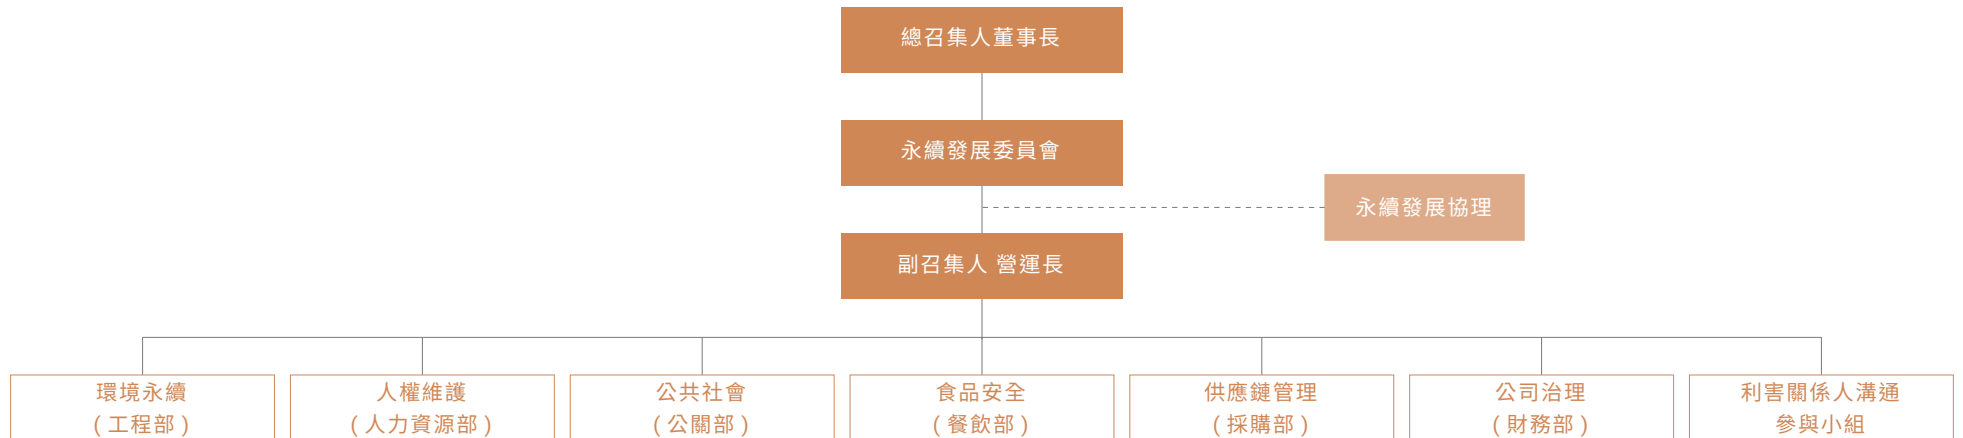 總召集人董事長
永續發展委員會
永續發展協理
副召集人 營運長
環境永續
(工程部)
人權維護
(人力資源部)
公共社會
(公關部)
食品安全
(餐飲部)
供應鏈管理
(採購部)
公司治理
(財務部)
利害關係人溝通
參與小組